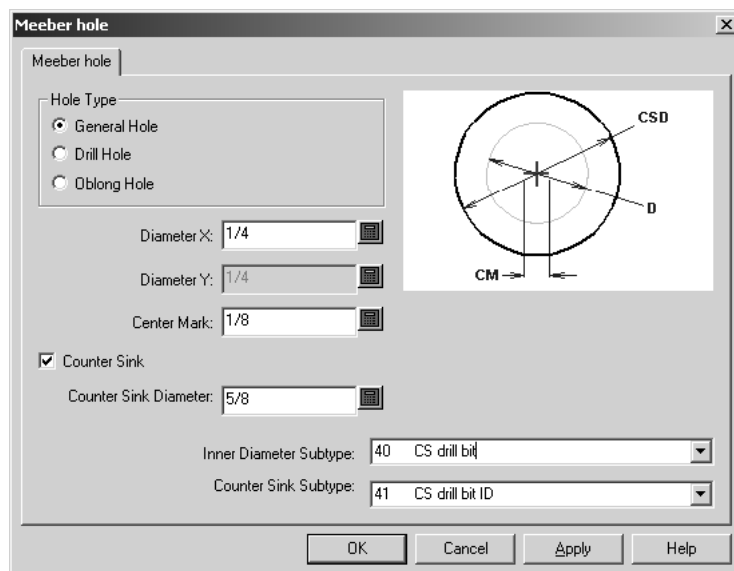 Meeber hole
Meeber hole
Hole Type
General Hole
Drill Hole
Oblong Hole
Diameter X: 1/4
Diameter Y: 1/4
Center Mark: 1/8
Counter Sink
Counter Sink Diameter: 5/8
CSD
D
CM
Inner Diameter Subtype: 40 CS drill bit
Counter Sink Subtype: 41 CS drill bit ID
OK Cancel Apply Help